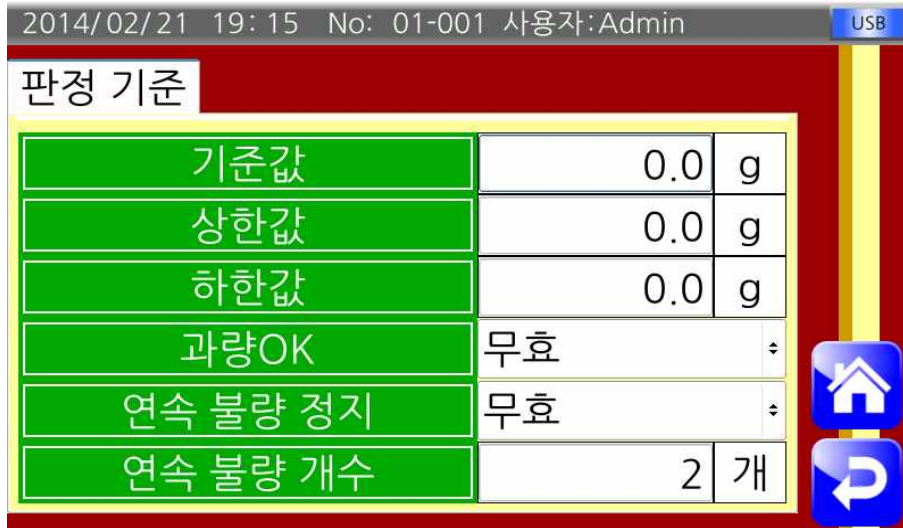 2014/02/21 19:15 No: 01-001 사용자:Admin USB
판정 기준
기준값 0.0 g
상한값 0.0 g
하한값 0.0 g
과량OK 무효
연속 불량 정지 무효
연속 불량 개수 2 개